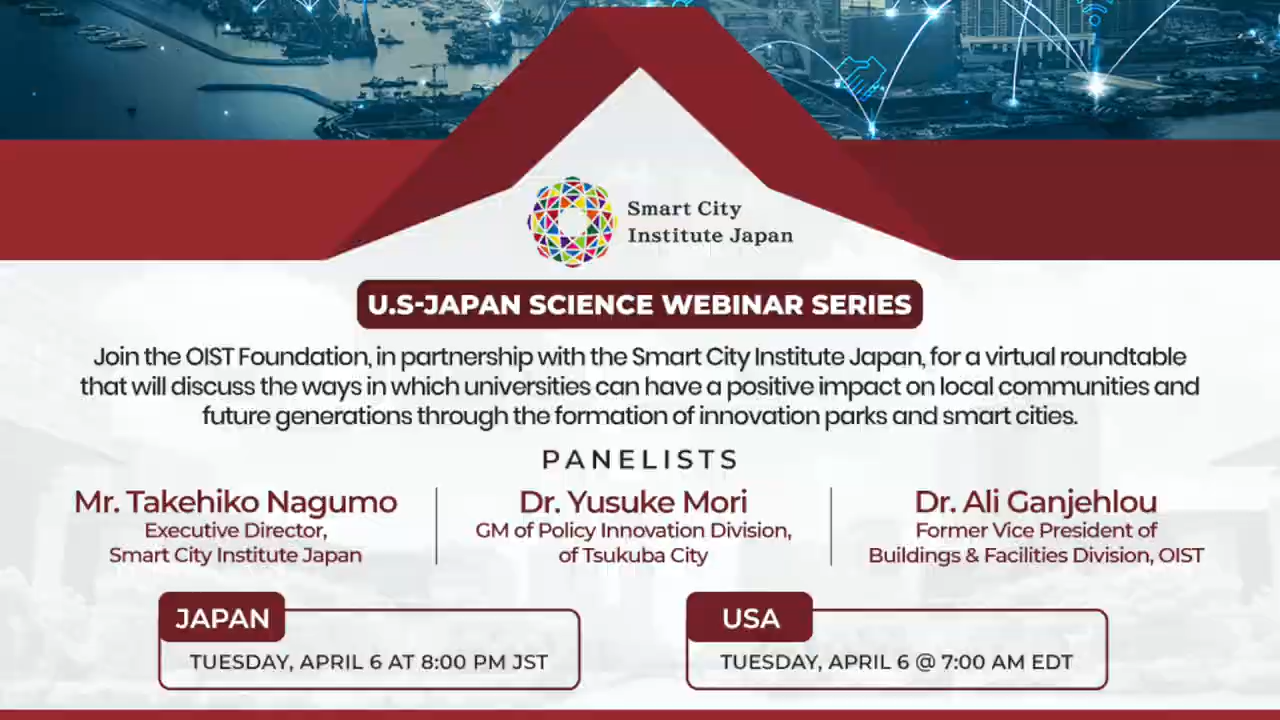 Smart City
Institute Japan
U.S-JAPAN SCIENCE WEBINAR SERIES
Join the OIST Foundation, in partnership with the Smart City Institute Japan, for a virtual roundtable
that will discuss the ways in which universities can have a positive impact on local communities and
future generations through the formation of innovation parks and smart cities.
PANELISTS
Mr. Takehiko Nagumo
Executive Director,
Smart City Institute Japan
Dr. Yusuke Mori
GM of Policy Innovation Division,
of Tsukuba City
Dr. Ali Ganjehlou
Former Vice President of
Buildings & Facilities Division, OIST
JAPAN
TUESDAY, APRIL 6 AT 8:00 PM JST
USA
TUESDAY, APRIL 6 @ 7:00 AM EDT